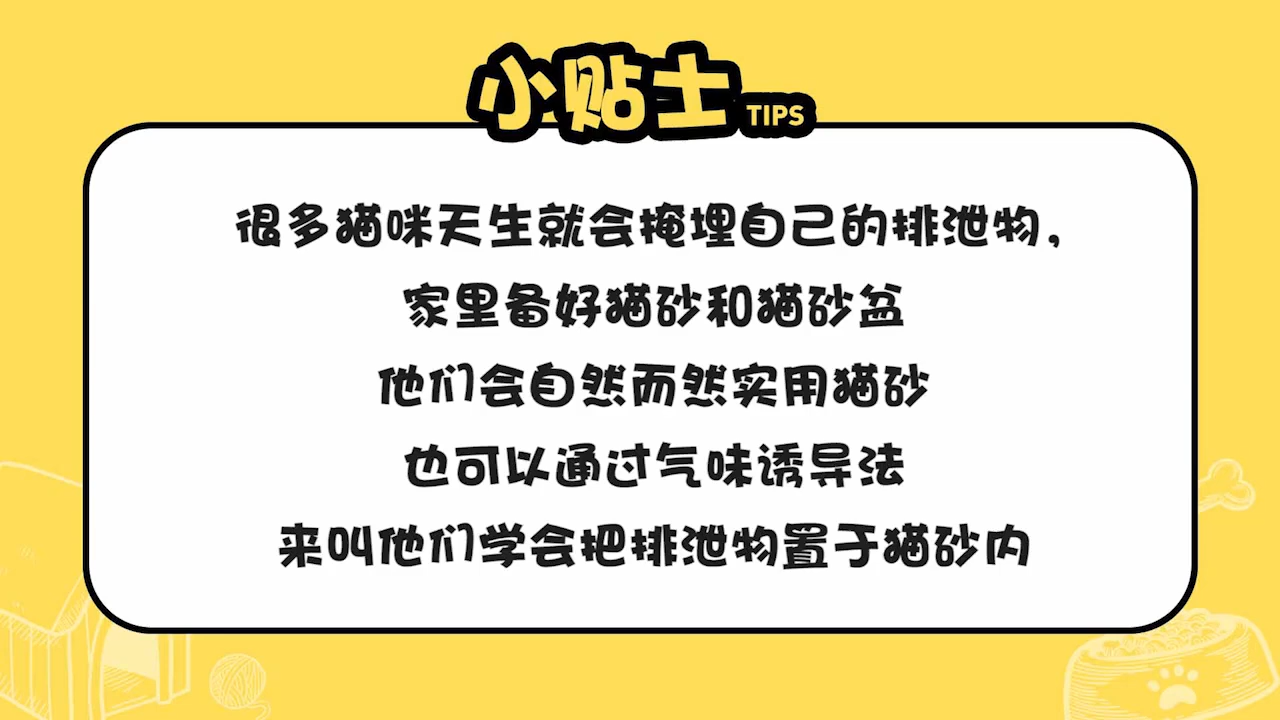 小贴士 TIPS
很多猫咪天生就会掩埋自己的排泄物，
家里备好猫砂和猫砂盆
他们会自然而然实用猫砂
也可以通过气味诱导法
来叫他们学会把排泄物置于猫砂内